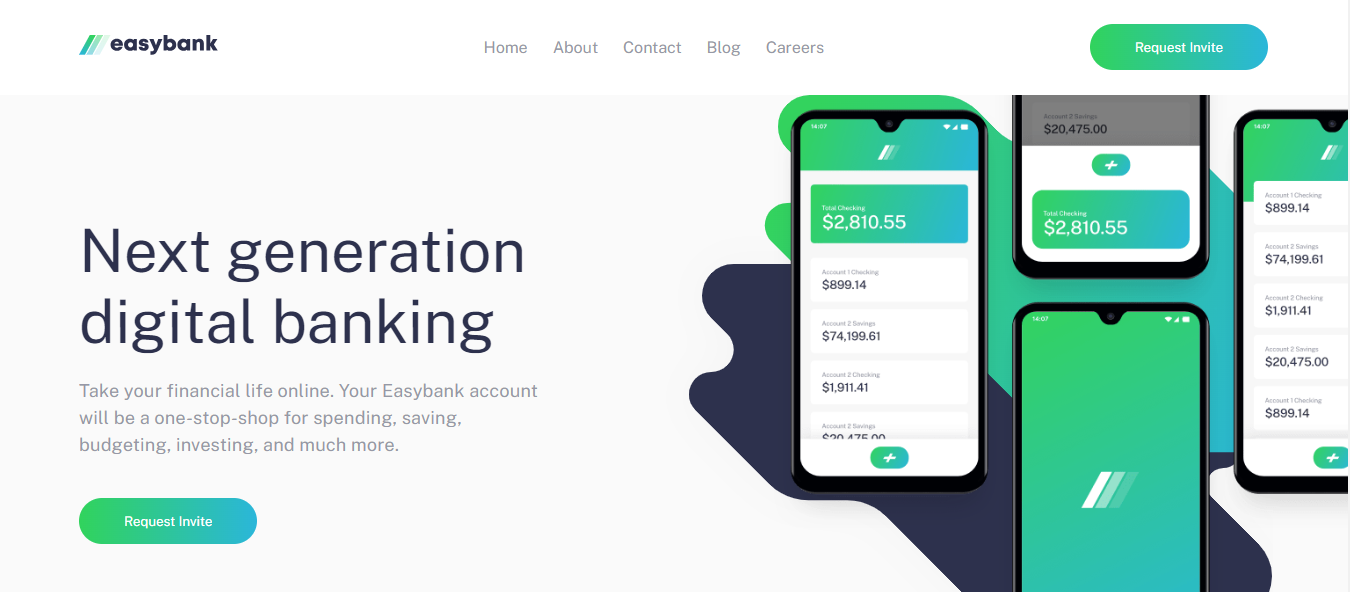 easybank
Home About Contact Blog Careers
Request Invite
Next generation
digital banking
Take your financial life online. Your Easybank account
will be a one-stop-shop for spending, saving,
budgeting, investing, and much more.
Request Invite
14:07
Total Checking
$2,810.55
Account 1 Checking
$899.14
Account 2 Savings
$74,199.61
Account 2 Checking
$1,911.41
Account 2 Savings
$20,475.00
Account 2 Savings
$20,475.00
Total Checking
$2,810.55
14:07
14:07
Account 1 Checking
$899.14
Account 2 Savings
$74,199.61
Account 2 Checking
$1,911.41
Account 2 Savings
$20,475.00
Account 1 Checking
$899.14